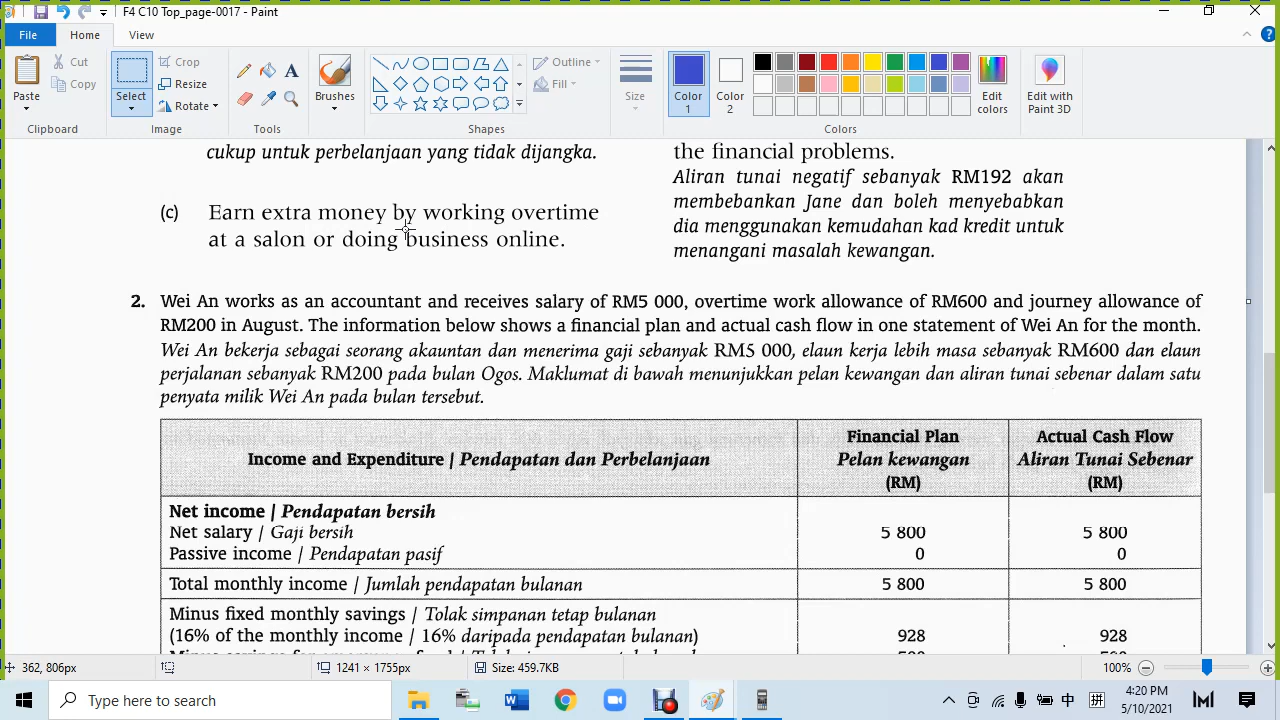 F4 C10 Top_page-0017 - Paint
File
Home
View
Paste
Cut
Copy
Clipboard
Select
Crop
Resize
Rotate
Image
Tools
Brushes
Outline
Fill
Shapes
Size
Color 1
Color 2
Edit colors
Edit with Paint 3D
Colors
cukup untuk perbelanjaan yang tidak dijangka.
(c) Earn extra money by working overtime
at a salon or doing business online.
the financial problems.
Aliran tunai negatif sebanyak RM192 akan
membebankan Jane dan boleh menyebabkan
dia menggunakan kemudahan kad kredit untuk
menangani masalah kewangan.
2. Wei An works as an accountant and receives salary of RM5 000, overtime work allowance of RM600 and journey allowance of
RM200 in August. The information below shows a financial plan and actual cash flow in one statement of Wei An for the month.
Wei An bekerja sebagai seorang akauntan dan menerima gaji sebanyak RM5 000, elaun kerja lebih masa sebanyak RM600 dan elaun
perjalanan sebanyak RM200 pada bulan Ogos. Maklumat di bawah menunjukkan pelan kewangan dan aliran tunai sebenar dalam satu
penyata milik Wei An pada bulan tersebut.
Income and Expenditure / Pendapatan dan Perbelanjaan
Financial Plan
Pelan kewangan
(RM)
Actual Cash Flow
Aliran Tunai Sebenar
(RM)
Net income / Pendapatan bersih
Net salary / Gaji bersih 5 800 5 800
Passive income / Pendapatan pasif 0 0
Total monthly income / Jumlah pendapatan bulanan 5 800 5 800
Minus fixed monthly savings / Tolak simpanan tetap bulanan
(16% of the monthly income / 16% daripada pendapatan bulanan) 928 928
362, 806px
1241 × 1755px
Size: 459.7KB
100%
Type here to search
中
拼
4:20 PM
5/10/2021